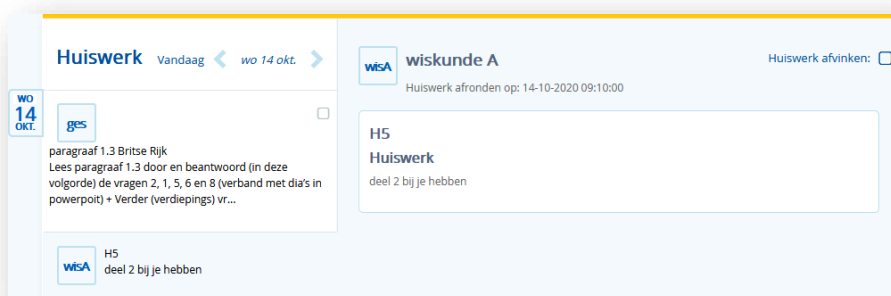 Huiswerk Vandaag wo 14 okt.
WO
14
OKT.
ges
paragraaf 1.3 Britse Rijk
Lees paragraaf 1.3 door en beantwoord (in deze
volgorde) de vragen 2, 1, 5, 6 en 8 (verband met dia's in
powerpoit) + Verder (verdiepings) vr...
wisA
H5
deel 2 bij je hebben
wisA
wiskunde A
Huiswerk afvinken:
Huiswerk afronden op: 14-10-2020 09:10:00
H5
Huiswerk
deel 2 bij je hebben